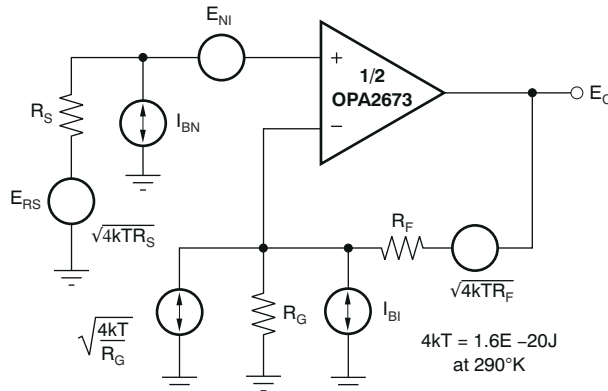 E_NI
1/2
OPA2673
+
−
E_O
R_S
I_BN
E_RS
√4kTR_S
R_F
√4kTR_F
√4kT/R_G
R_G
I_BI
4kT = 1.6E −20J
at 290°K